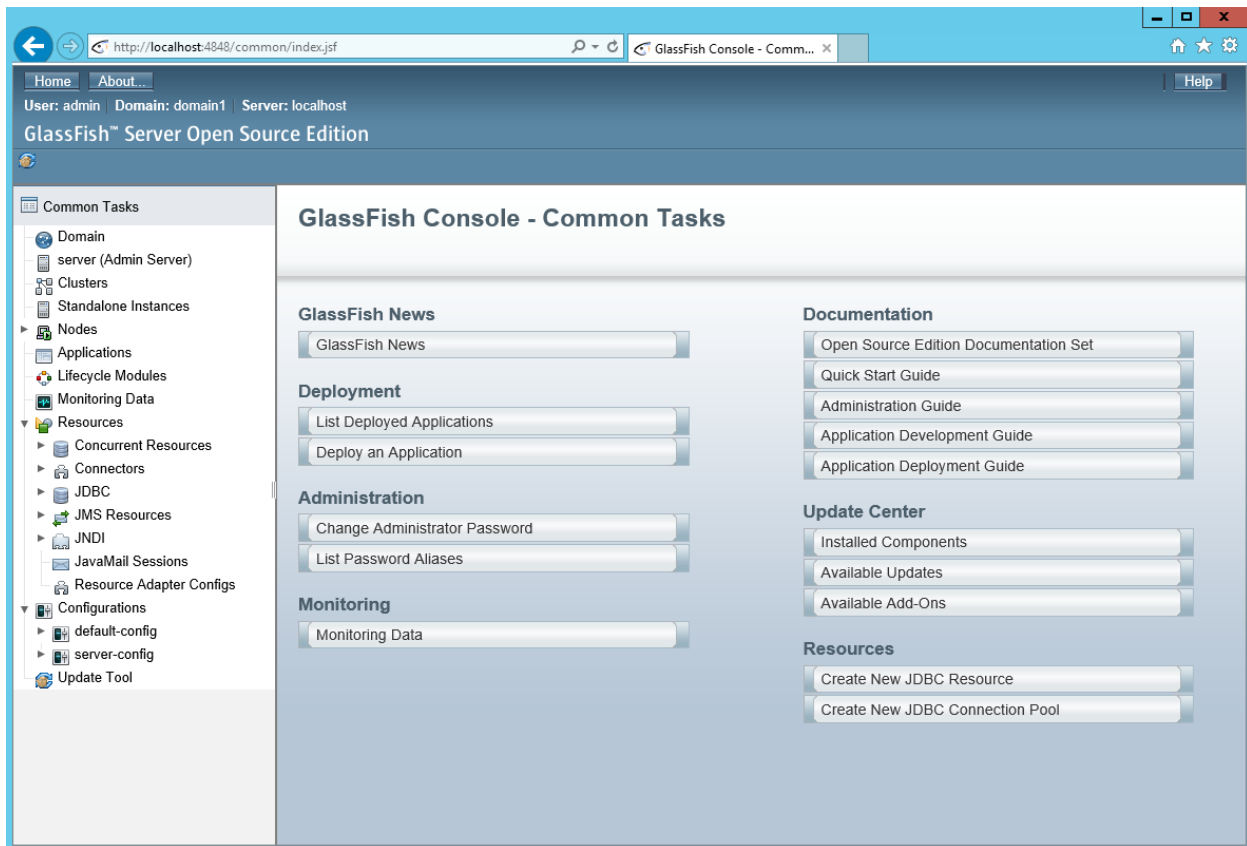 http://localhost:4848/common/index.jsf
GlassFish Console - Comm...
Home About...
Help
User: admin Domain: domain1 Server: localhost
GlassFish™ Server Open Source Edition
Common Tasks
Domain
server (Admin Server)
Clusters
Standalone Instances
Nodes
Applications
Lifecycle Modules
Monitoring Data
Resources
Concurrent Resources
Connectors
JDBC
JMS Resources
JNDI
JavaMail Sessions
Resource Adapter Configs
Configurations
default-config
server-config
Update Tool
GlassFish Console - Common Tasks
GlassFish News
GlassFish News
Deployment
List Deployed Applications
Deploy an Application
Administration
Change Administrator Password
List Password Aliases
Monitoring
Monitoring Data
Documentation
Open Source Edition Documentation Set
Quick Start Guide
Administration Guide
Application Development Guide
Application Deployment Guide
Update Center
Installed Components
Available Updates
Available Add-Ons
Resources
Create New JDBC Resource
Create New JDBC Connection Pool